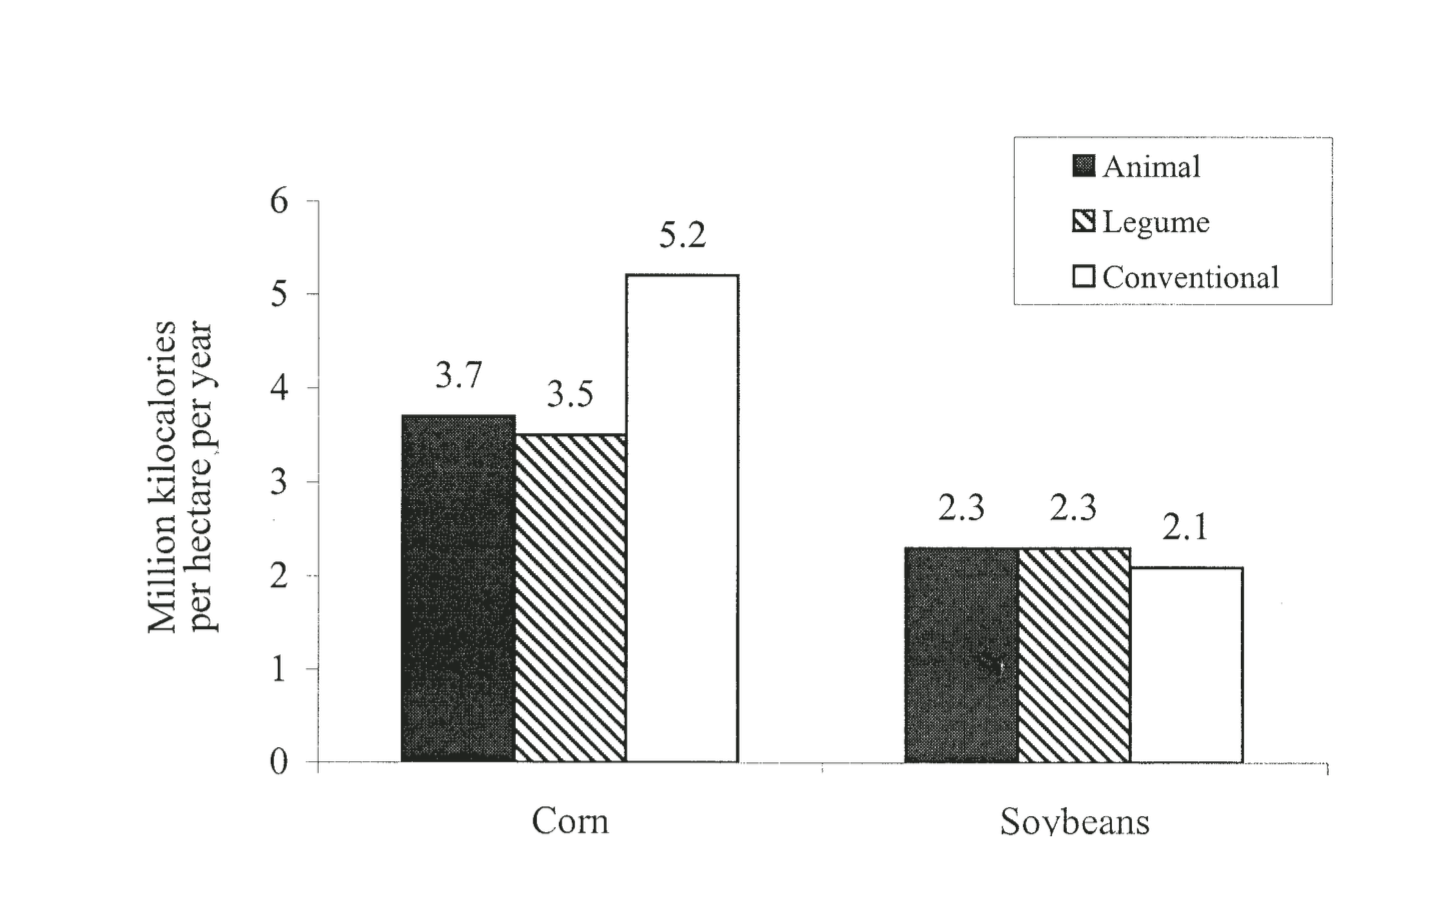 Animal
Legume
Conventional
6
5
4
3
2
1
0
Million kilocalories
per hectare per year
3.7
3.5
5.2
2.3
2.3
2.1
Corn
Soybeans